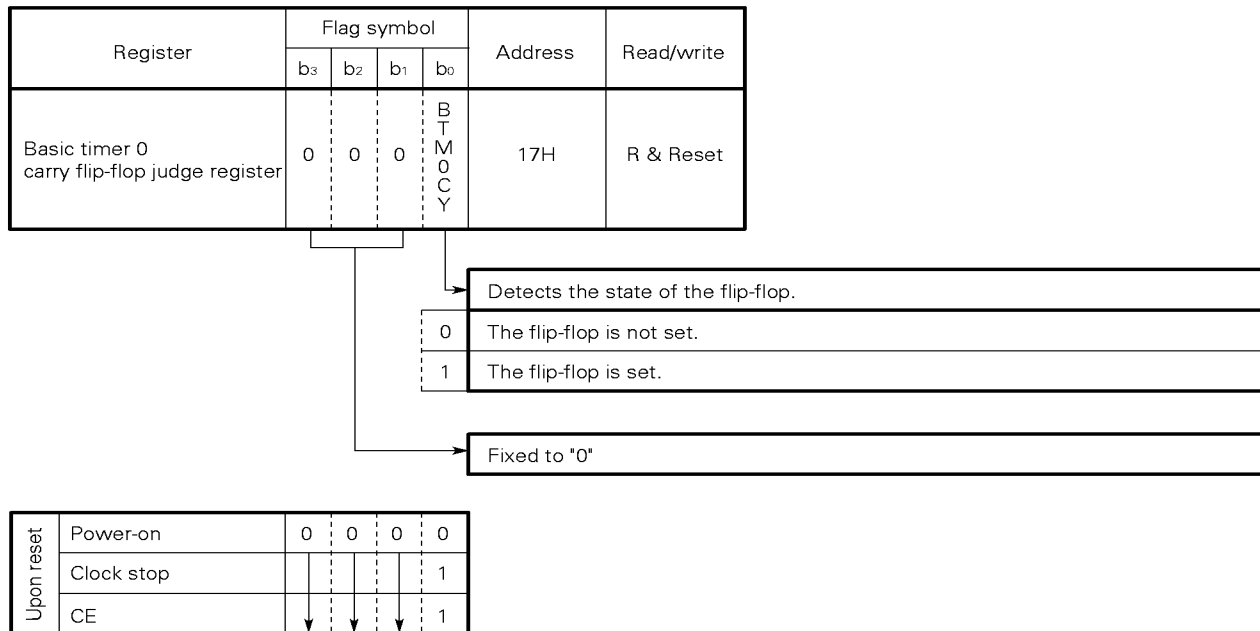 Register
Flag symbol
Address
Read/write
b3 b2 b1 b0
Basic timer 0
carry flip-flop judge register
0 0 0
BTM0CY
17H
R & Reset
Detects the state of the flip-flop.
0 The flip-flop is not set.
1 The flip-flop is set.
Fixed to "0"
Upon reset
Power-on 0 0 0 0
Clock stop 1
CE 1